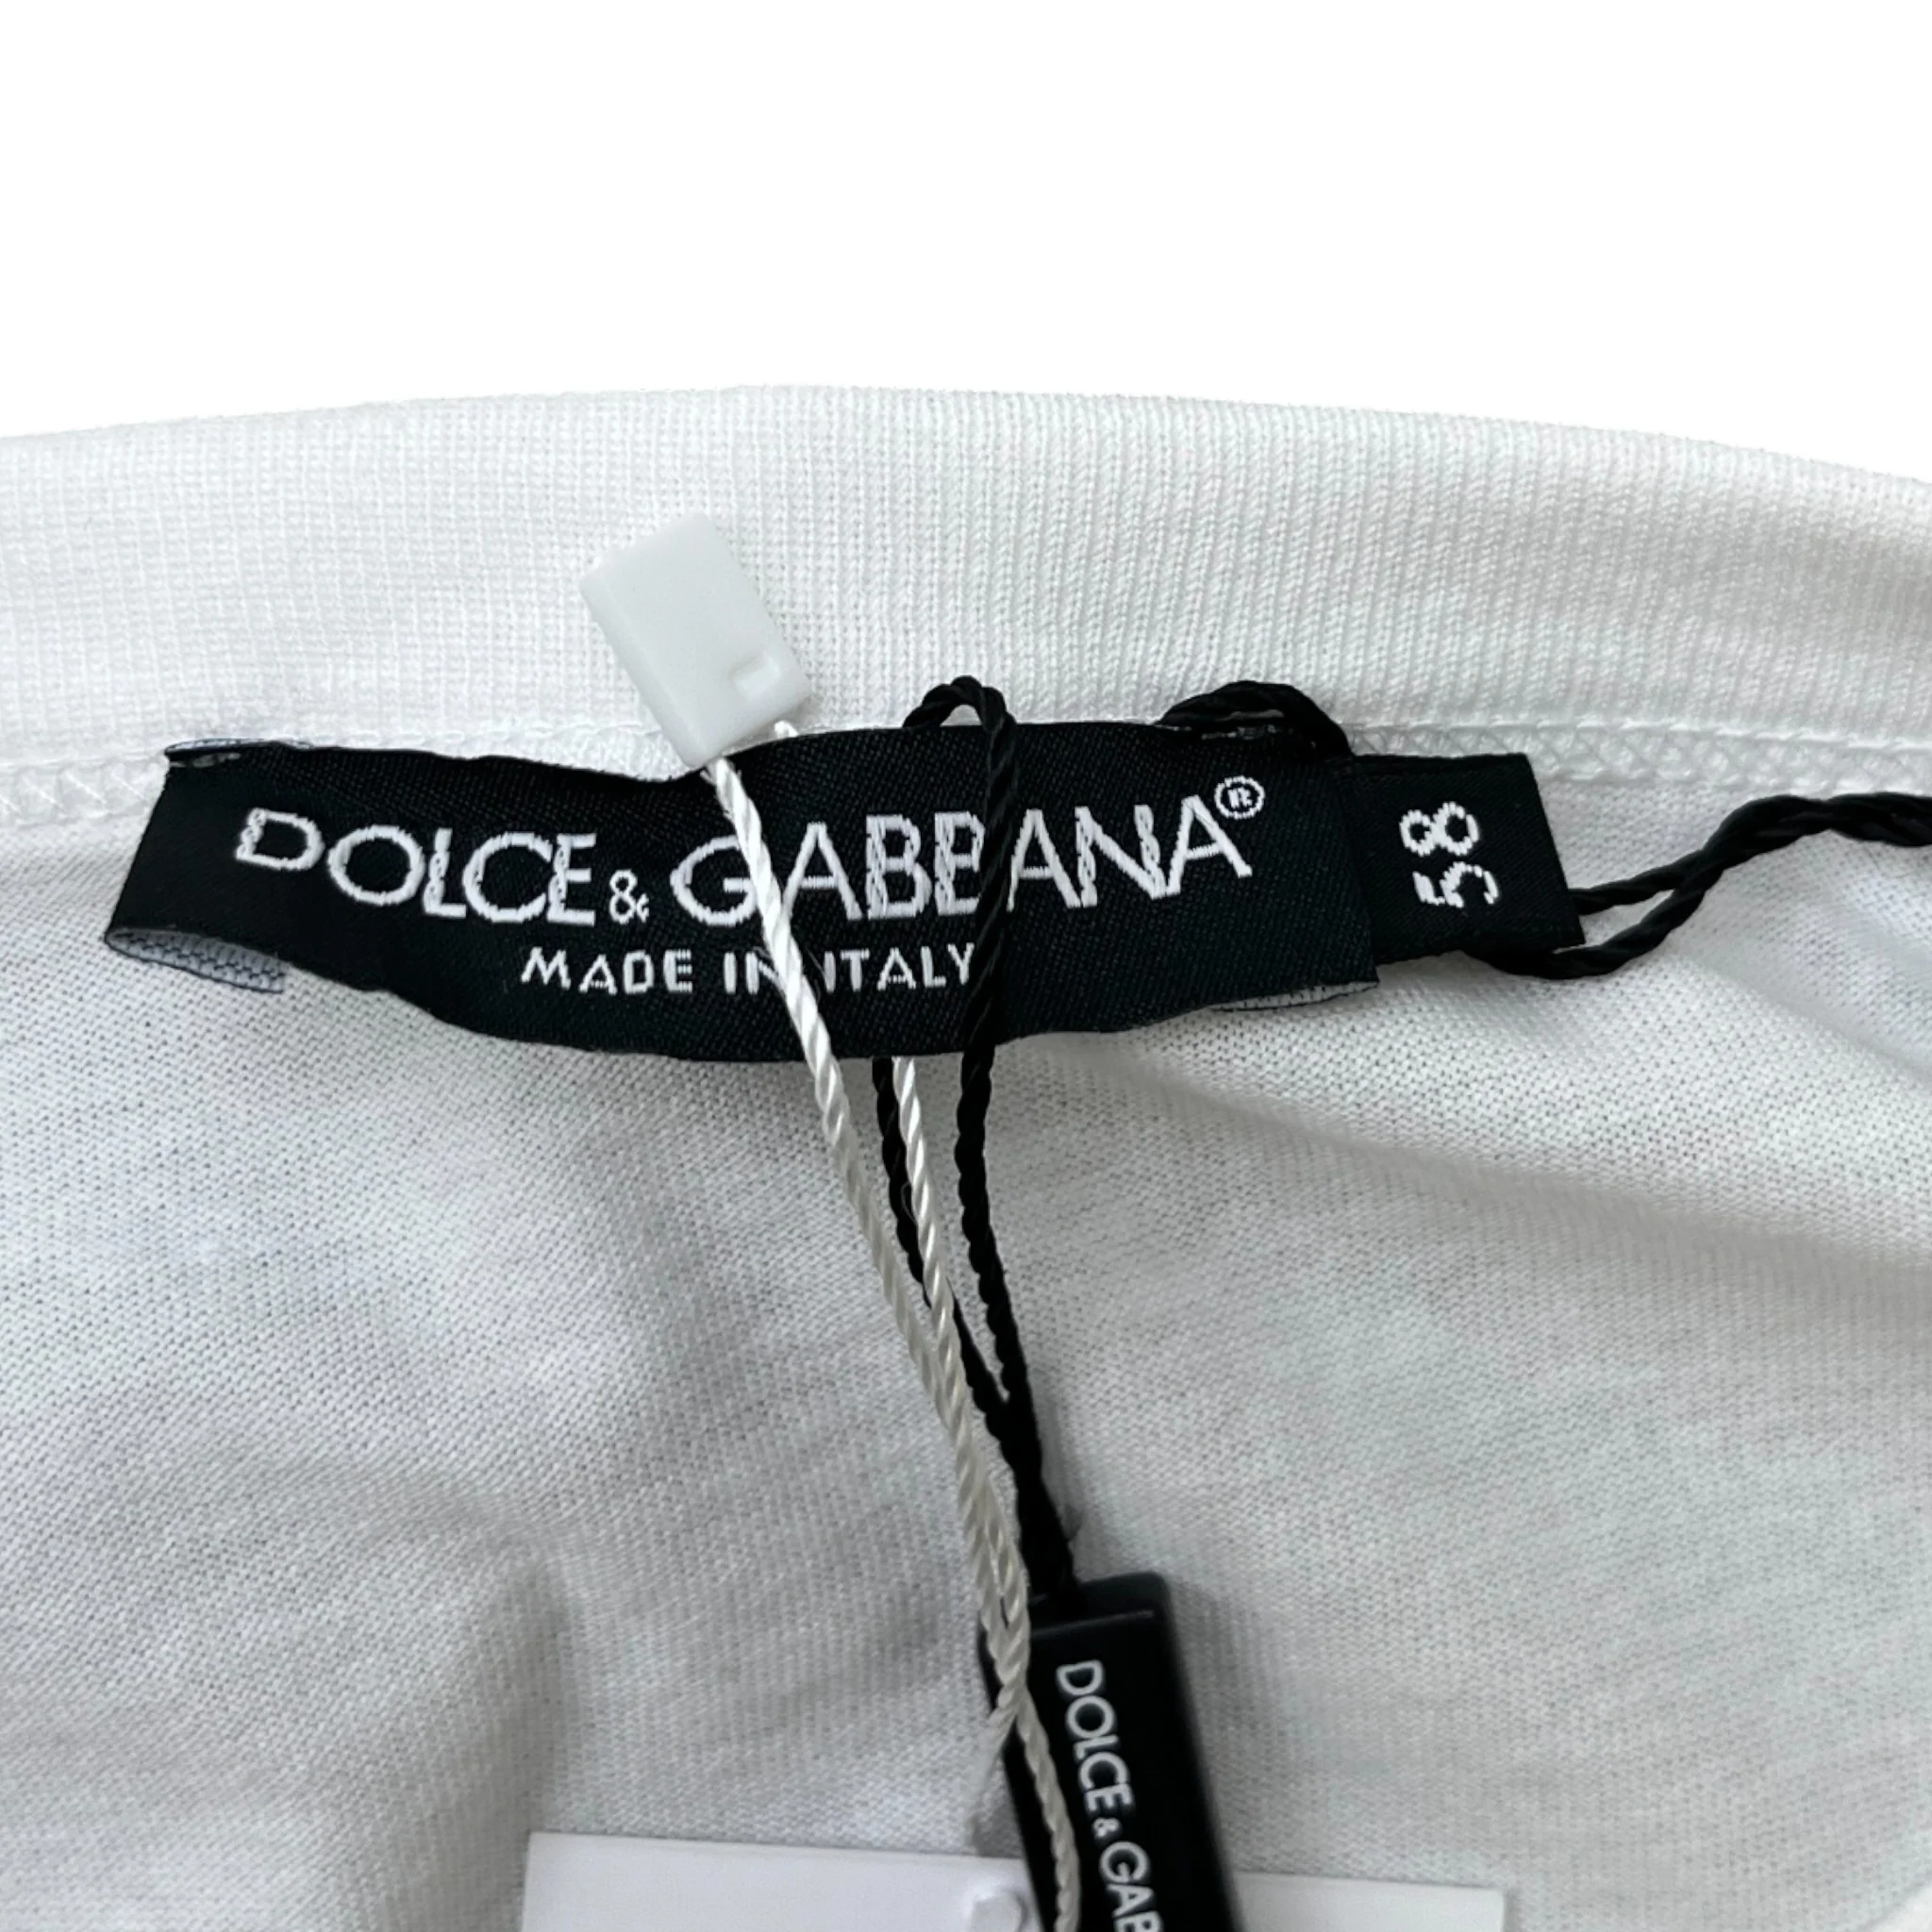 DOLCE & GABBANA®
MADE IN ITALY
58
DOLCE & GAB